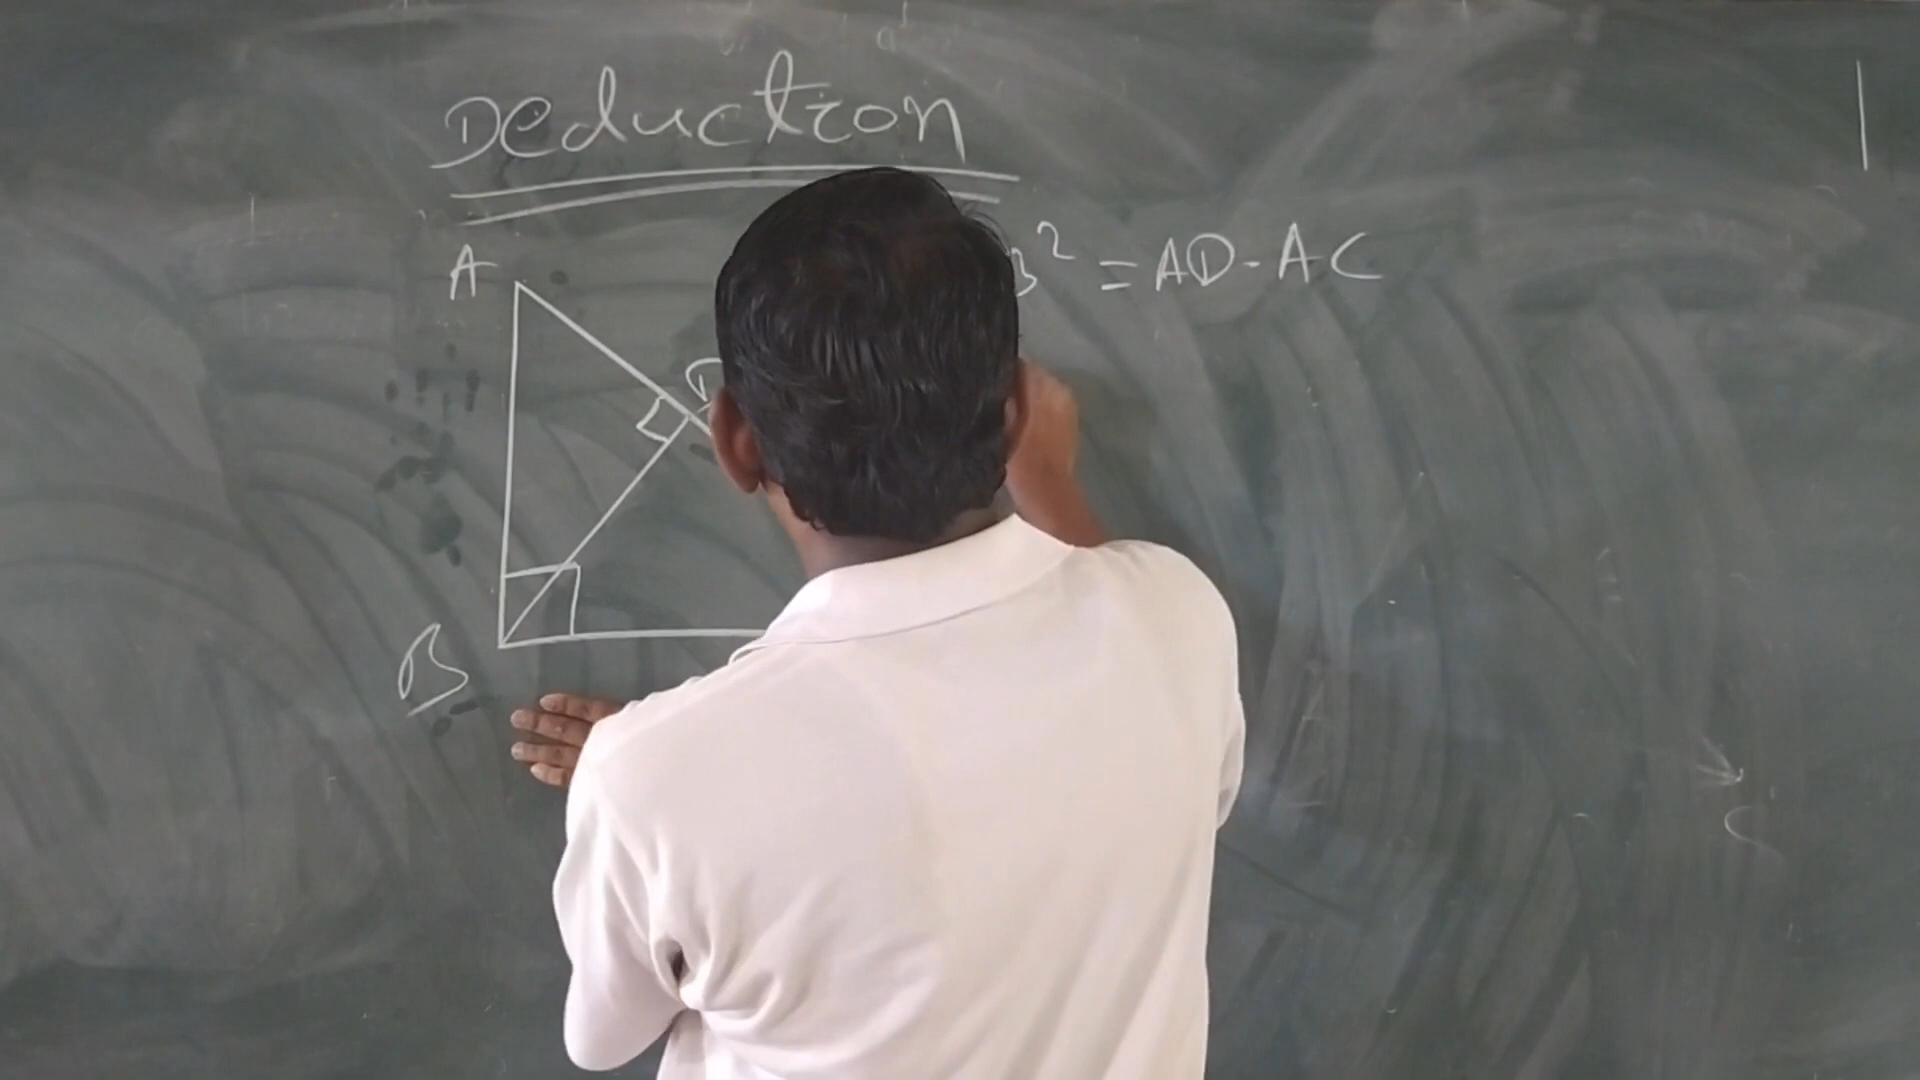 Deduction
B² = AD · AC
A
D
B
C